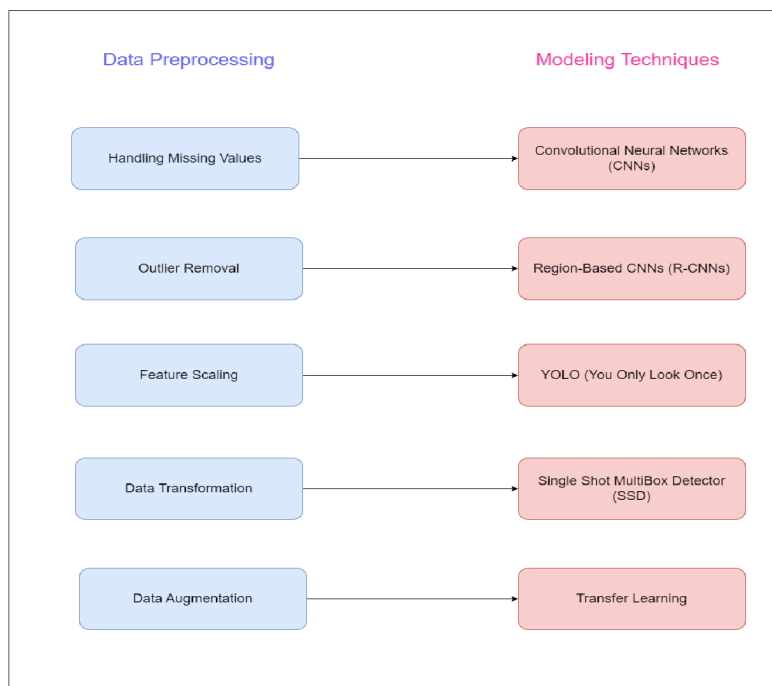 Data Preprocessing
Modeling Techniques
Handling Missing Values
Convolutional Neural Networks
(CNNs)
Outlier Removal
Region-Based CNNs (R-CNNs)
Feature Scaling
YOLO (You Only Look Once)
Data Transformation
Single Shot MultiBox Detector
(SSD)
Data Augmentation
Transfer Learning